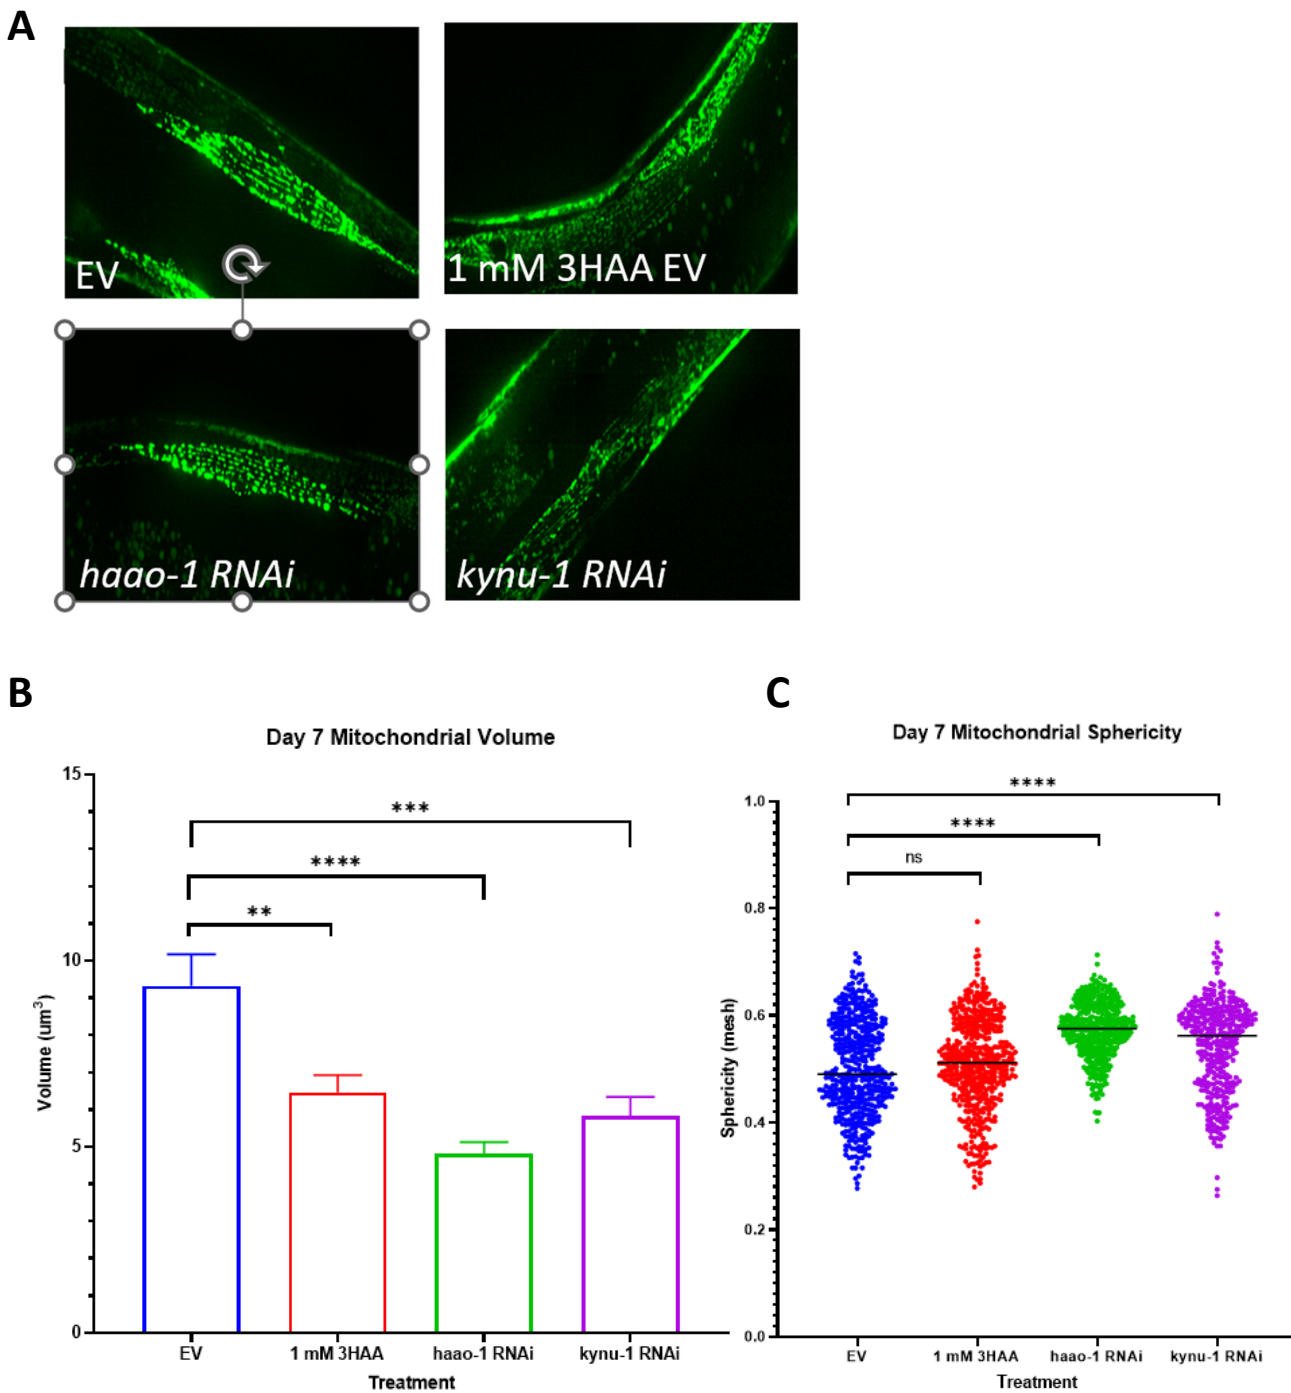 A
EV
1 mM 3HAA EV
haao-1 RNAi
kynu-1 RNAi
B
Day 7 Mitochondrial Volume
15
10
5
0
Volume (um³)
***
****
**
EV
1 mM 3HAA
haao-1 RNAi
kynu-1 RNAi
Treatment
C
Day 7 Mitochondrial Sphericity
1.0
0.8
0.6
0.4
0.2
0.0
Sphericity (mesh)
****
****
ns
EV
1 mM 3HAA
haao-1 RNAi
kynu-1 RNAi
Treatment